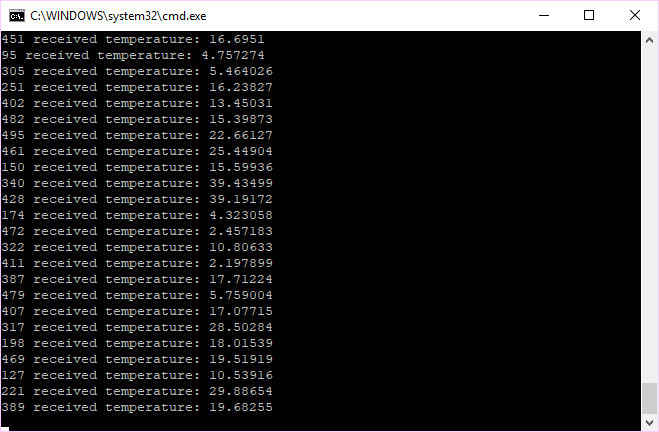 C:\WINDOWS\system32\cmd.exe
451 received temperature: 16.6951
95 received temperature: 4.757274
305 received temperature: 5.464026
251 received temperature: 16.23827
402 received temperature: 13.45031
482 received temperature: 15.39873
495 received temperature: 22.66127
461 received temperature: 25.44904
150 received temperature: 15.59936
340 received temperature: 39.43499
428 received temperature: 39.19172
174 received temperature: 4.323058
472 received temperature: 2.457183
322 received temperature: 10.80633
411 received temperature: 2.197899
387 received temperature: 17.71224
479 received temperature: 5.759004
407 received temperature: 17.07715
317 received temperature: 28.50284
198 received temperature: 18.01539
469 received temperature: 19.51919
127 received temperature: 10.53916
221 received temperature: 29.88654
389 received temperature: 19.68255